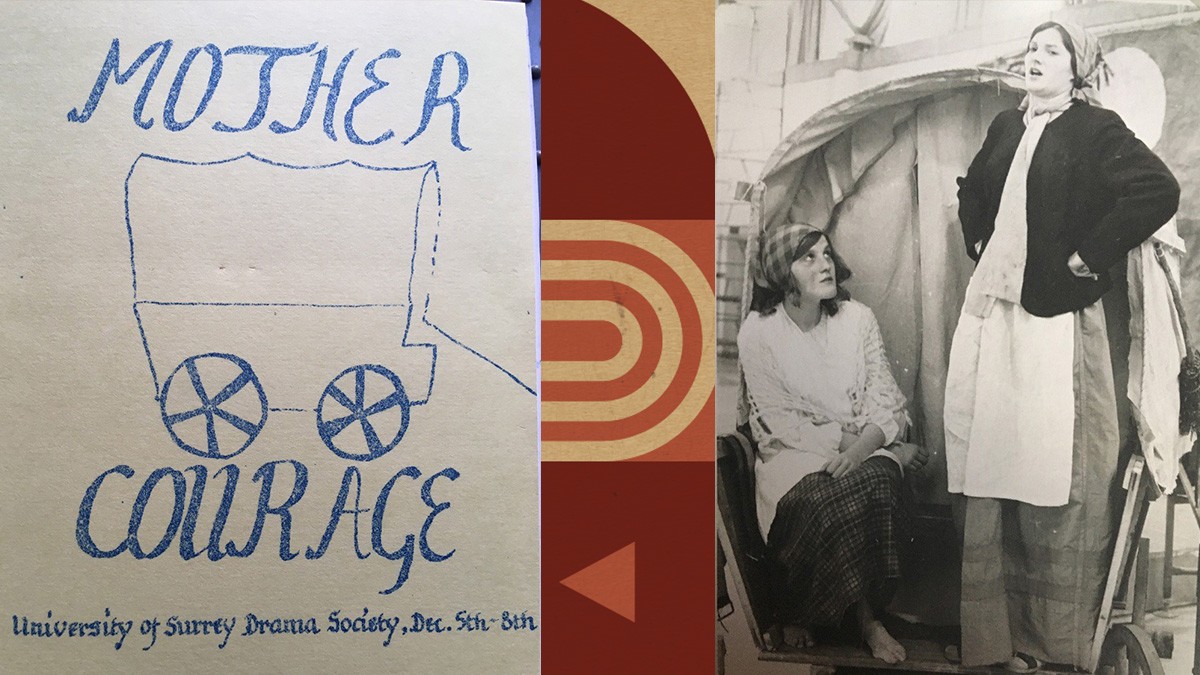 MOTHER
COURAGE
University of Surrey Drama Society, Dec. 5th-8th